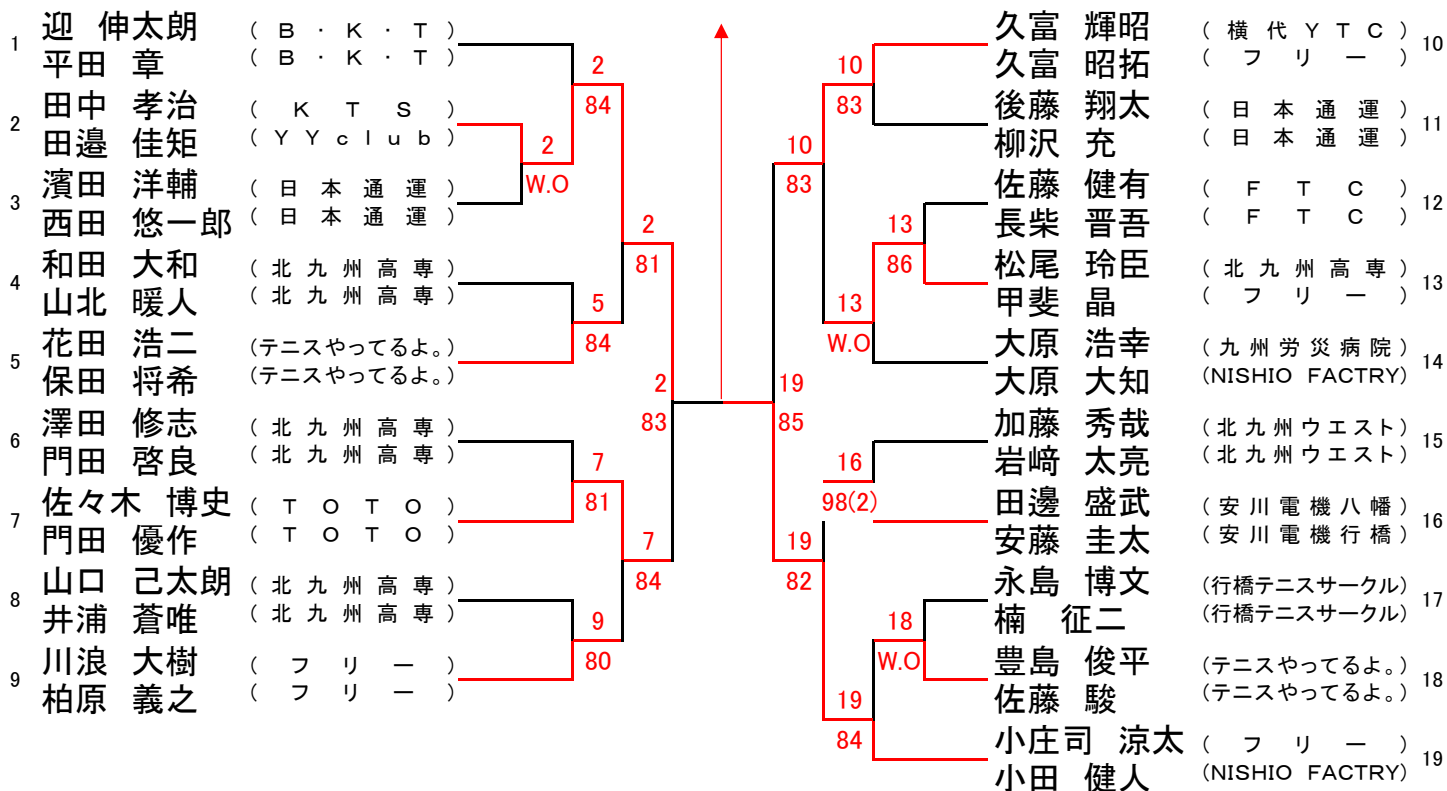 1
迎 伸太朗 ( B ・ K ・ T )
平田 章 ( B ・ K ・ T )
2
田中 孝治 ( K T S )
田邉 佳矩 ( Y Y c l u b )
3
濱田 洋輔 ( 日 本 通 運 )
西田 悠一郎 ( 日 本 通 運 )
4
和田 大和 ( 北 九 州 高 専 )
山北 暖人 ( 北 九 州 高 専 )
5
花田 浩二 (テニスやってるよ。)
保田 将希 (テニスやってるよ。)
6
澤田 修志 ( 北 九 州 高 専 )
門田 啓良 ( 北 九 州 高 専 )
7
佐々木 博史 ( T O T O )
門田 優作 ( T O T O )
8
山口 己太朗 ( 北 九 州 高 専 )
井浦 蒼唯 ( 北 九 州 高 専 )
9
川浪 大樹 ( フ リ ー )
柏原 義之 ( フ リ ー )
2
W.O
2
84
5
84
7
81
9
80
2
81
7
84
2
83
19
85
10
83
19
82
10
83
13
W.O
13
86
16
98(2)
18
W.O
19
84
久富 輝昭 ( 横 代 Y T C )
久富 昭拓 ( フ リ ー )
10
後藤 翔太 ( 日 本 通 運 )
柳沢 充 ( 日 本 通 運 )
11
佐藤 健有 ( F T C )
長柴 晋吾 ( F T C )
12
松尾 玲臣 ( 北 九 州 高 専 )
甲斐 晶 ( フ リ ー )
13
大原 浩幸 ( 九 州 労 災 病 院 )
大原 大知 (NISHIO FACTRY)
14
加藤 秀哉 ( 北 九 州 ウ エ ス ト )
岩﨑 太亮 ( 北 九 州 ウ エ ス ト )
15
田邊 盛武 ( 安 川 電 機 八 幡 )
安藤 圭太 ( 安 川 電 機 行 橋 )
16
永島 博文 (行橋テニスサークル)
楠 征二 (行橋テニスサークル)
17
豊島 俊平 (テニスやってるよ。)
佐藤 駿 (テニスやってるよ。)
18
小庄司 涼太 ( フ リ ー )
小田 健人 (NISHIO FACTRY)
19